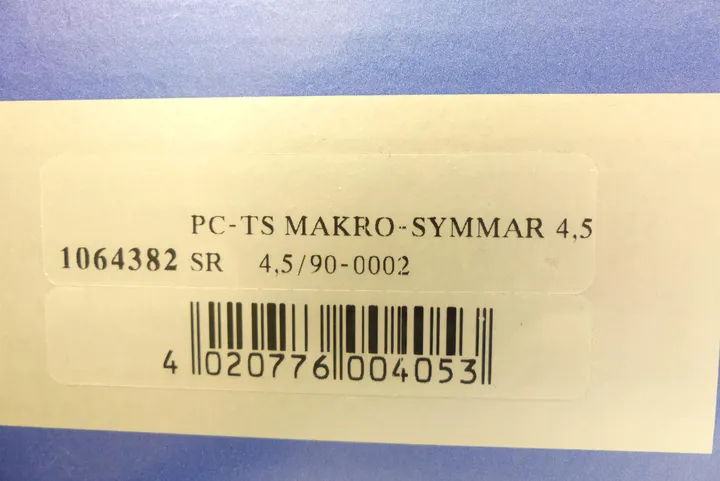 PC-TS MAKRO-SYMMAR 4,5
1064382 SR 4,5/90-0002
4 020776 004053